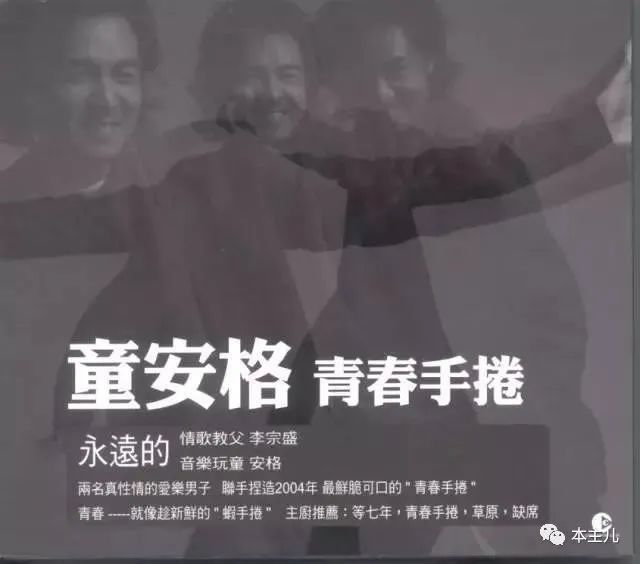 童安格 青春手捲
永遠的
情歌教父 李宗盛
音樂玩童 安格
兩名真性情的愛樂男子 聯手捏造2004年 最鮮脆可口的"青春手捲"
青春-----就像趁新鮮的"蝦手捲" 主廚推薦：等七年，青春手捲，草原，缺席
本主儿